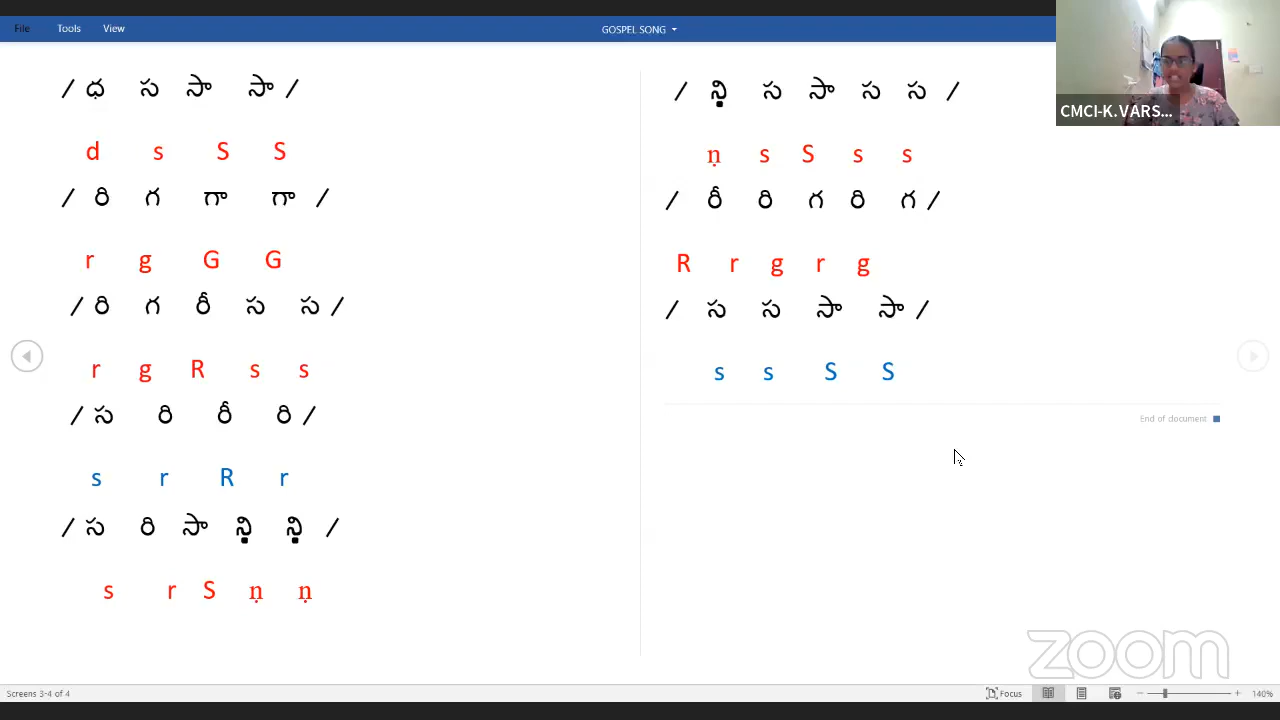 File Tools View
GOSPEL SONG
CMCI-K.VARS...
/ ధ స సా సా /
d s S S
/ రి గ గా గా /
r g G G
/ రి గ రీ స స /
r g R s s
/ స రి రీ రి /
s r R r
/ స రి సా ని̣ ని̣ /
s r S ṇ ṇ
/ ని̣ స సా స స /
ṇ s S s s
/ రీ రి గ రి గ /
R r g r g
/ స స సా సా /
s s S S
End of document
zoom
Screens 3-4 of 4
Focus
140%